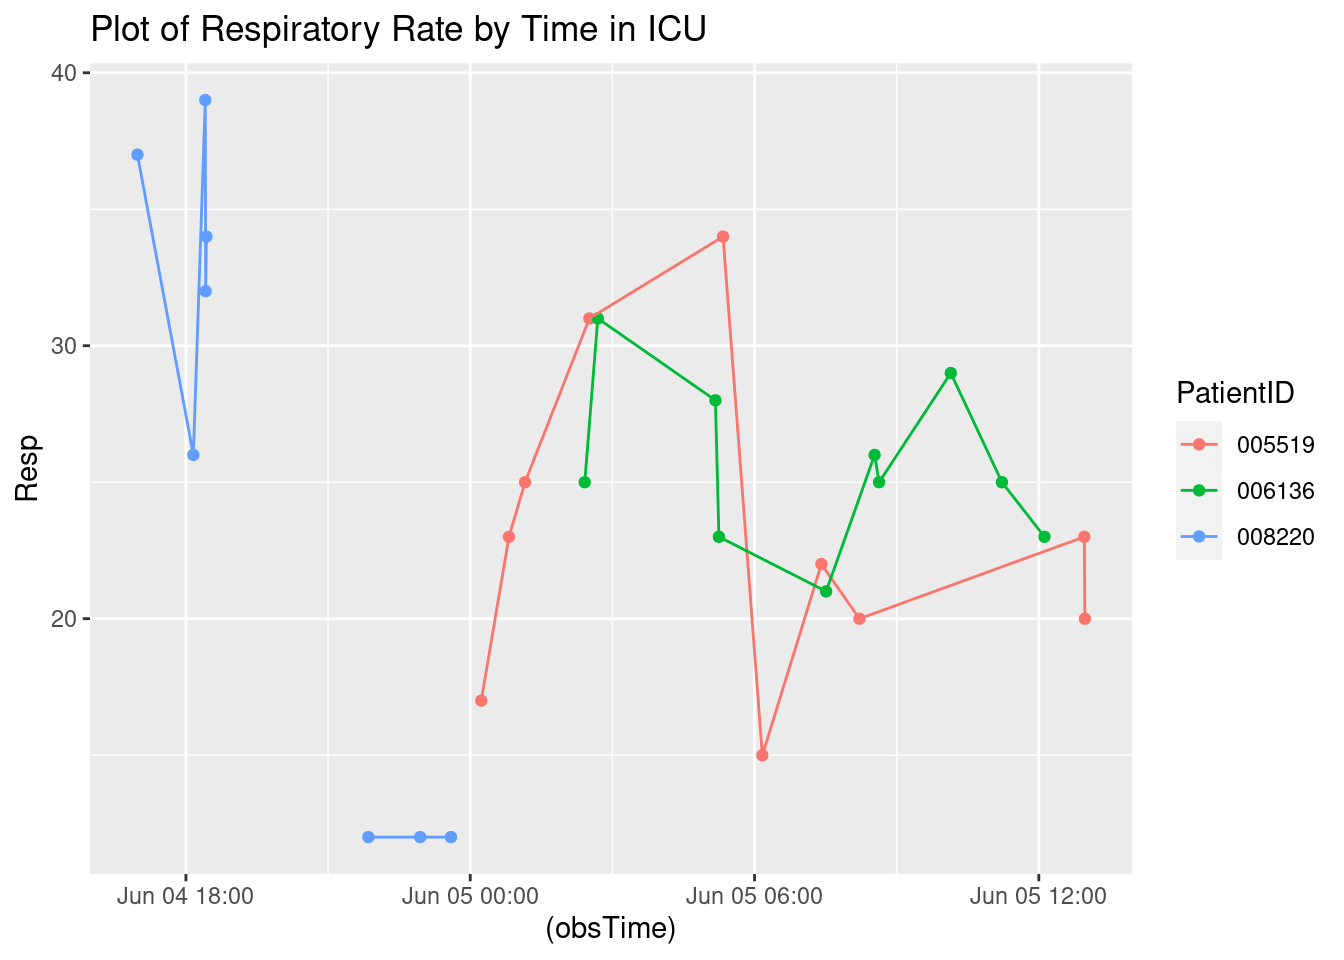 Plot of Respiratory Rate by Time in ICU
40
30
20
Resp
Jun 04 18:00
Jun 05 00:00
Jun 05 06:00
Jun 05 12:00
(obsTime)
PatientID
005519
006136
008220